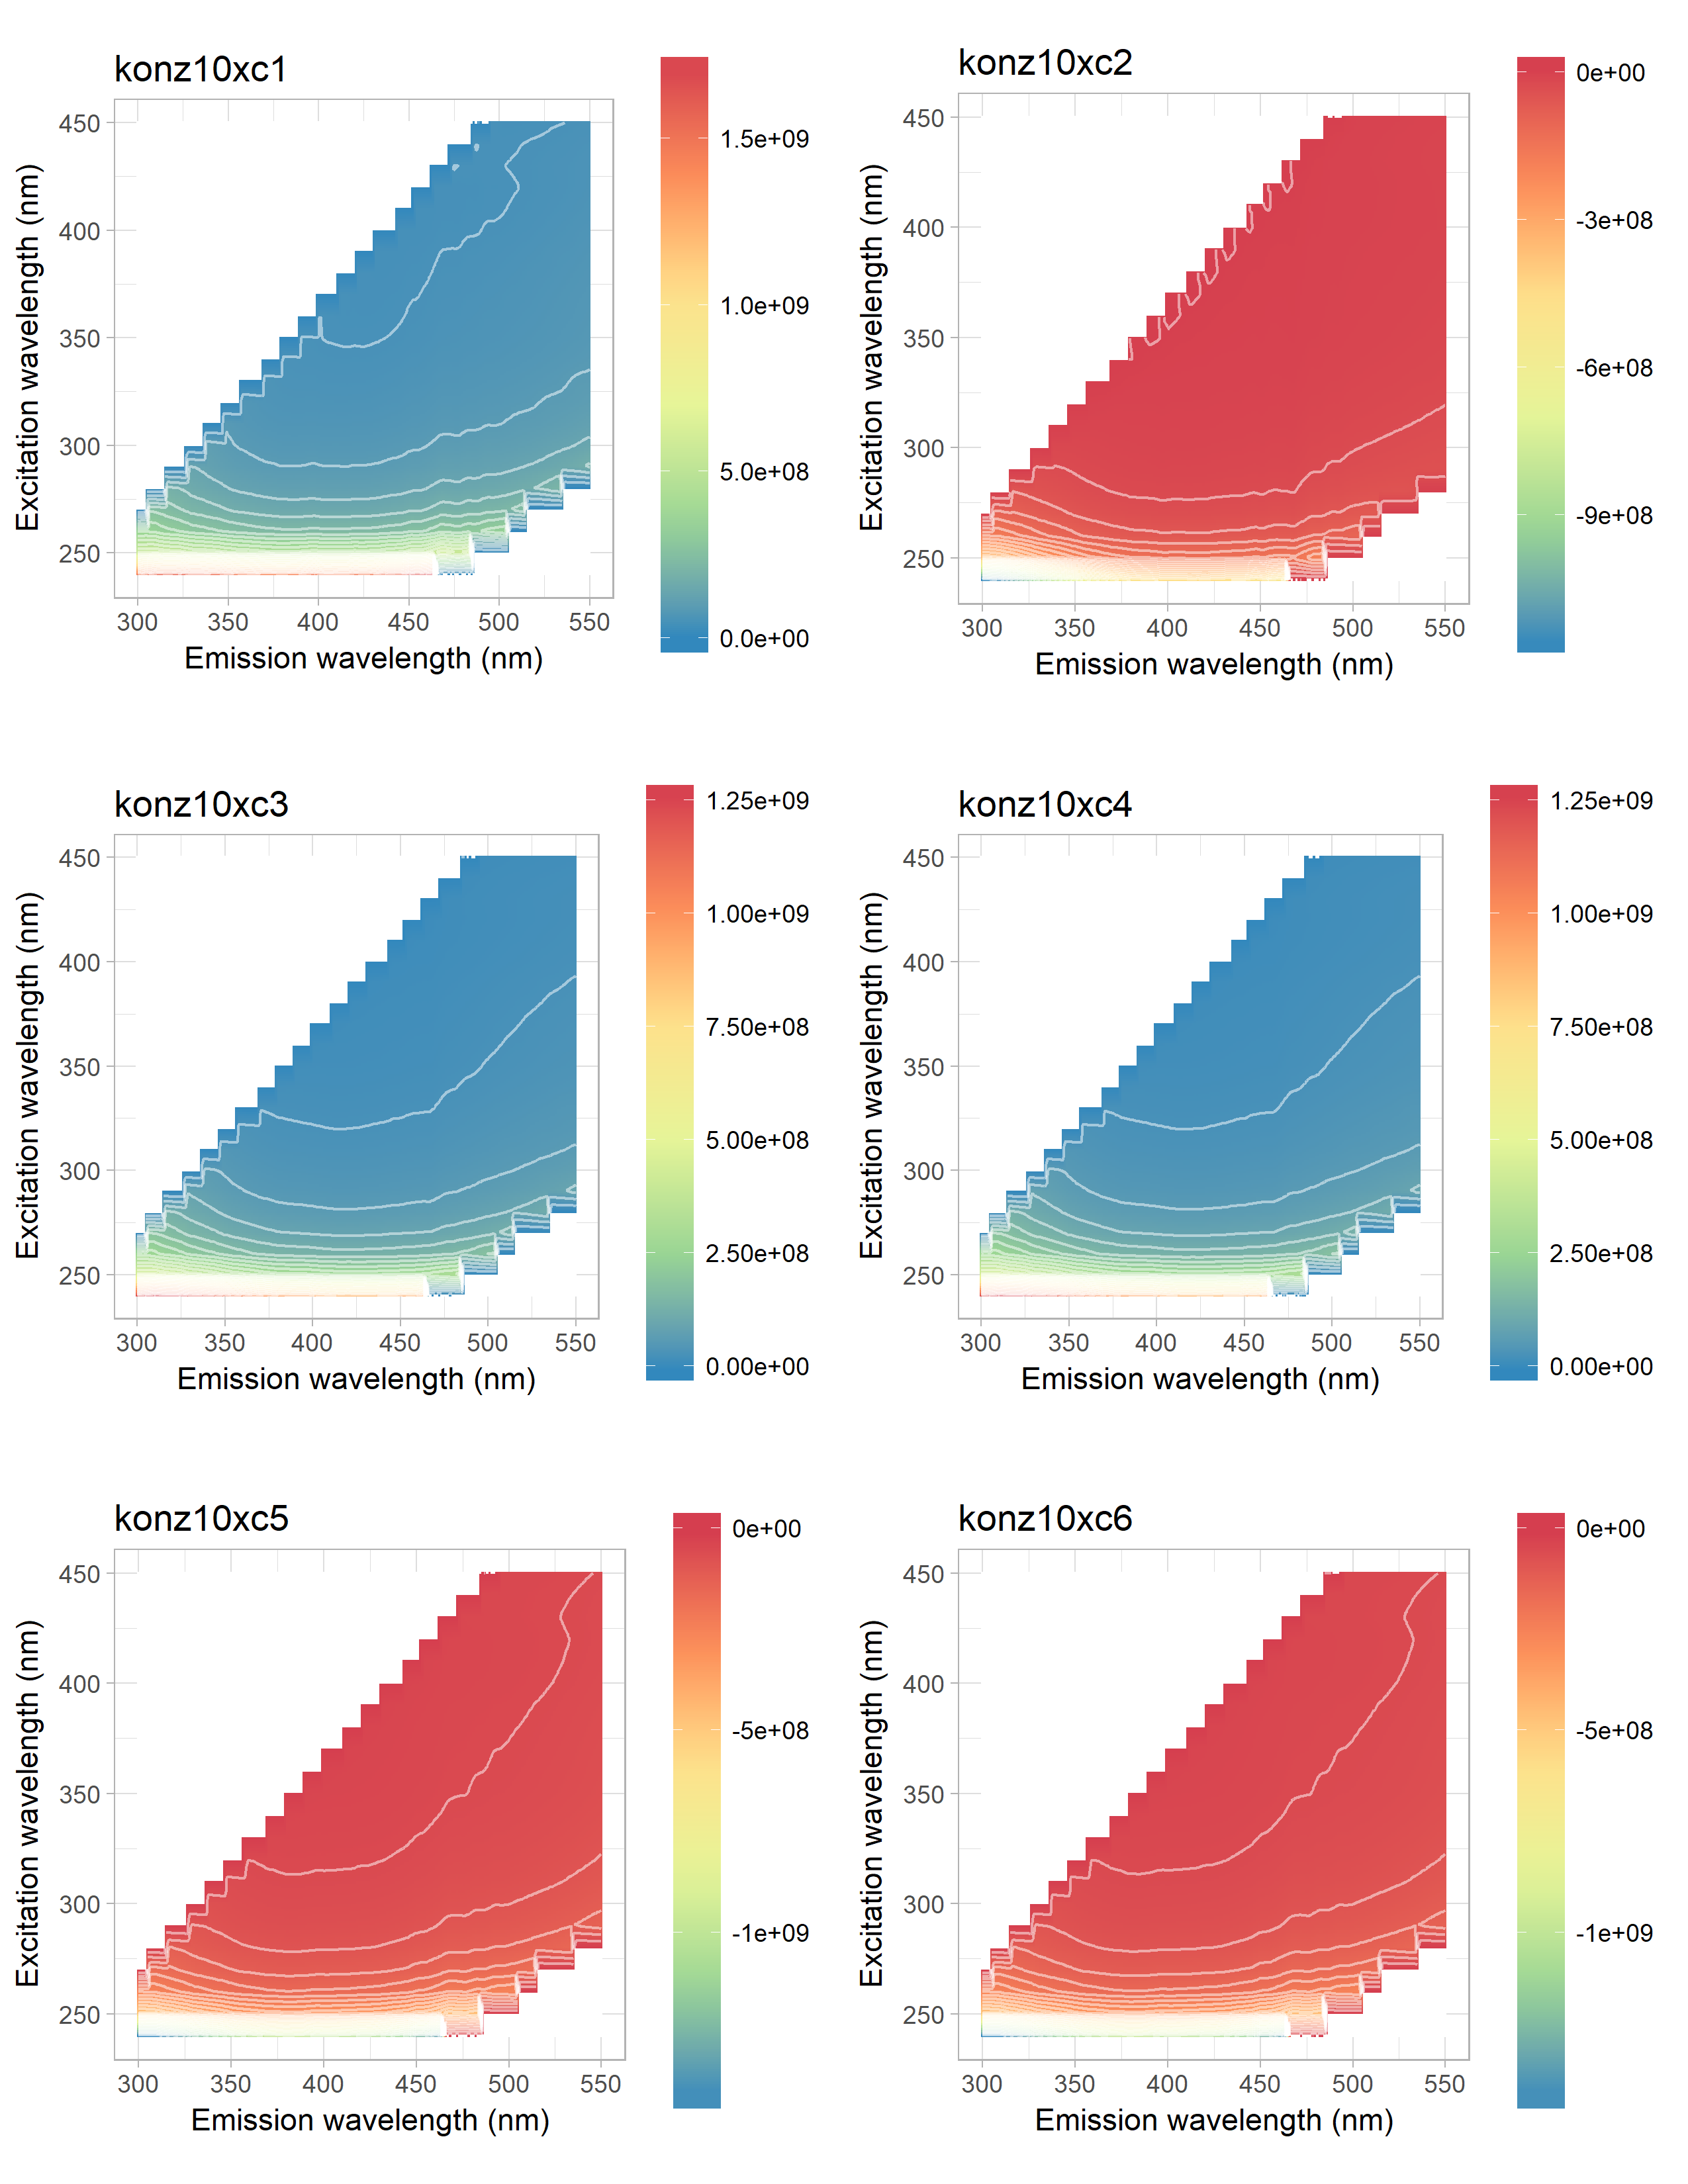 konz10xc1
Excitation wavelength (nm)
450
400
350
300
250
300 350 400 450 500 550
Emission wavelength (nm)
1.5e+09
1.0e+09
5.0e+08
0.0e+00
konz10xc2
Excitation wavelength (nm)
450
400
350
300
250
300 350 400 450 500 550
Emission wavelength (nm)
0e+00
-3e+08
-6e+08
-9e+08
konz10xc3
Excitation wavelength (nm)
450
400
350
300
250
300 350 400 450 500 550
Emission wavelength (nm)
1.25e+09
1.00e+09
7.50e+08
5.00e+08
2.50e+08
0.00e+00
konz10xc4
Excitation wavelength (nm)
450
400
350
300
250
300 350 400 450 500 550
Emission wavelength (nm)
1.25e+09
1.00e+09
7.50e+08
5.00e+08
2.50e+08
0.00e+00
konz10xc5
Excitation wavelength (nm)
450
400
350
300
250
300 350 400 450 500 550
Emission wavelength (nm)
0e+00
-5e+08
-1e+09
konz10xc6
Excitation wavelength (nm)
450
400
350
300
250
300 350 400 450 500 550
Emission wavelength (nm)
0e+00
-5e+08
-1e+09